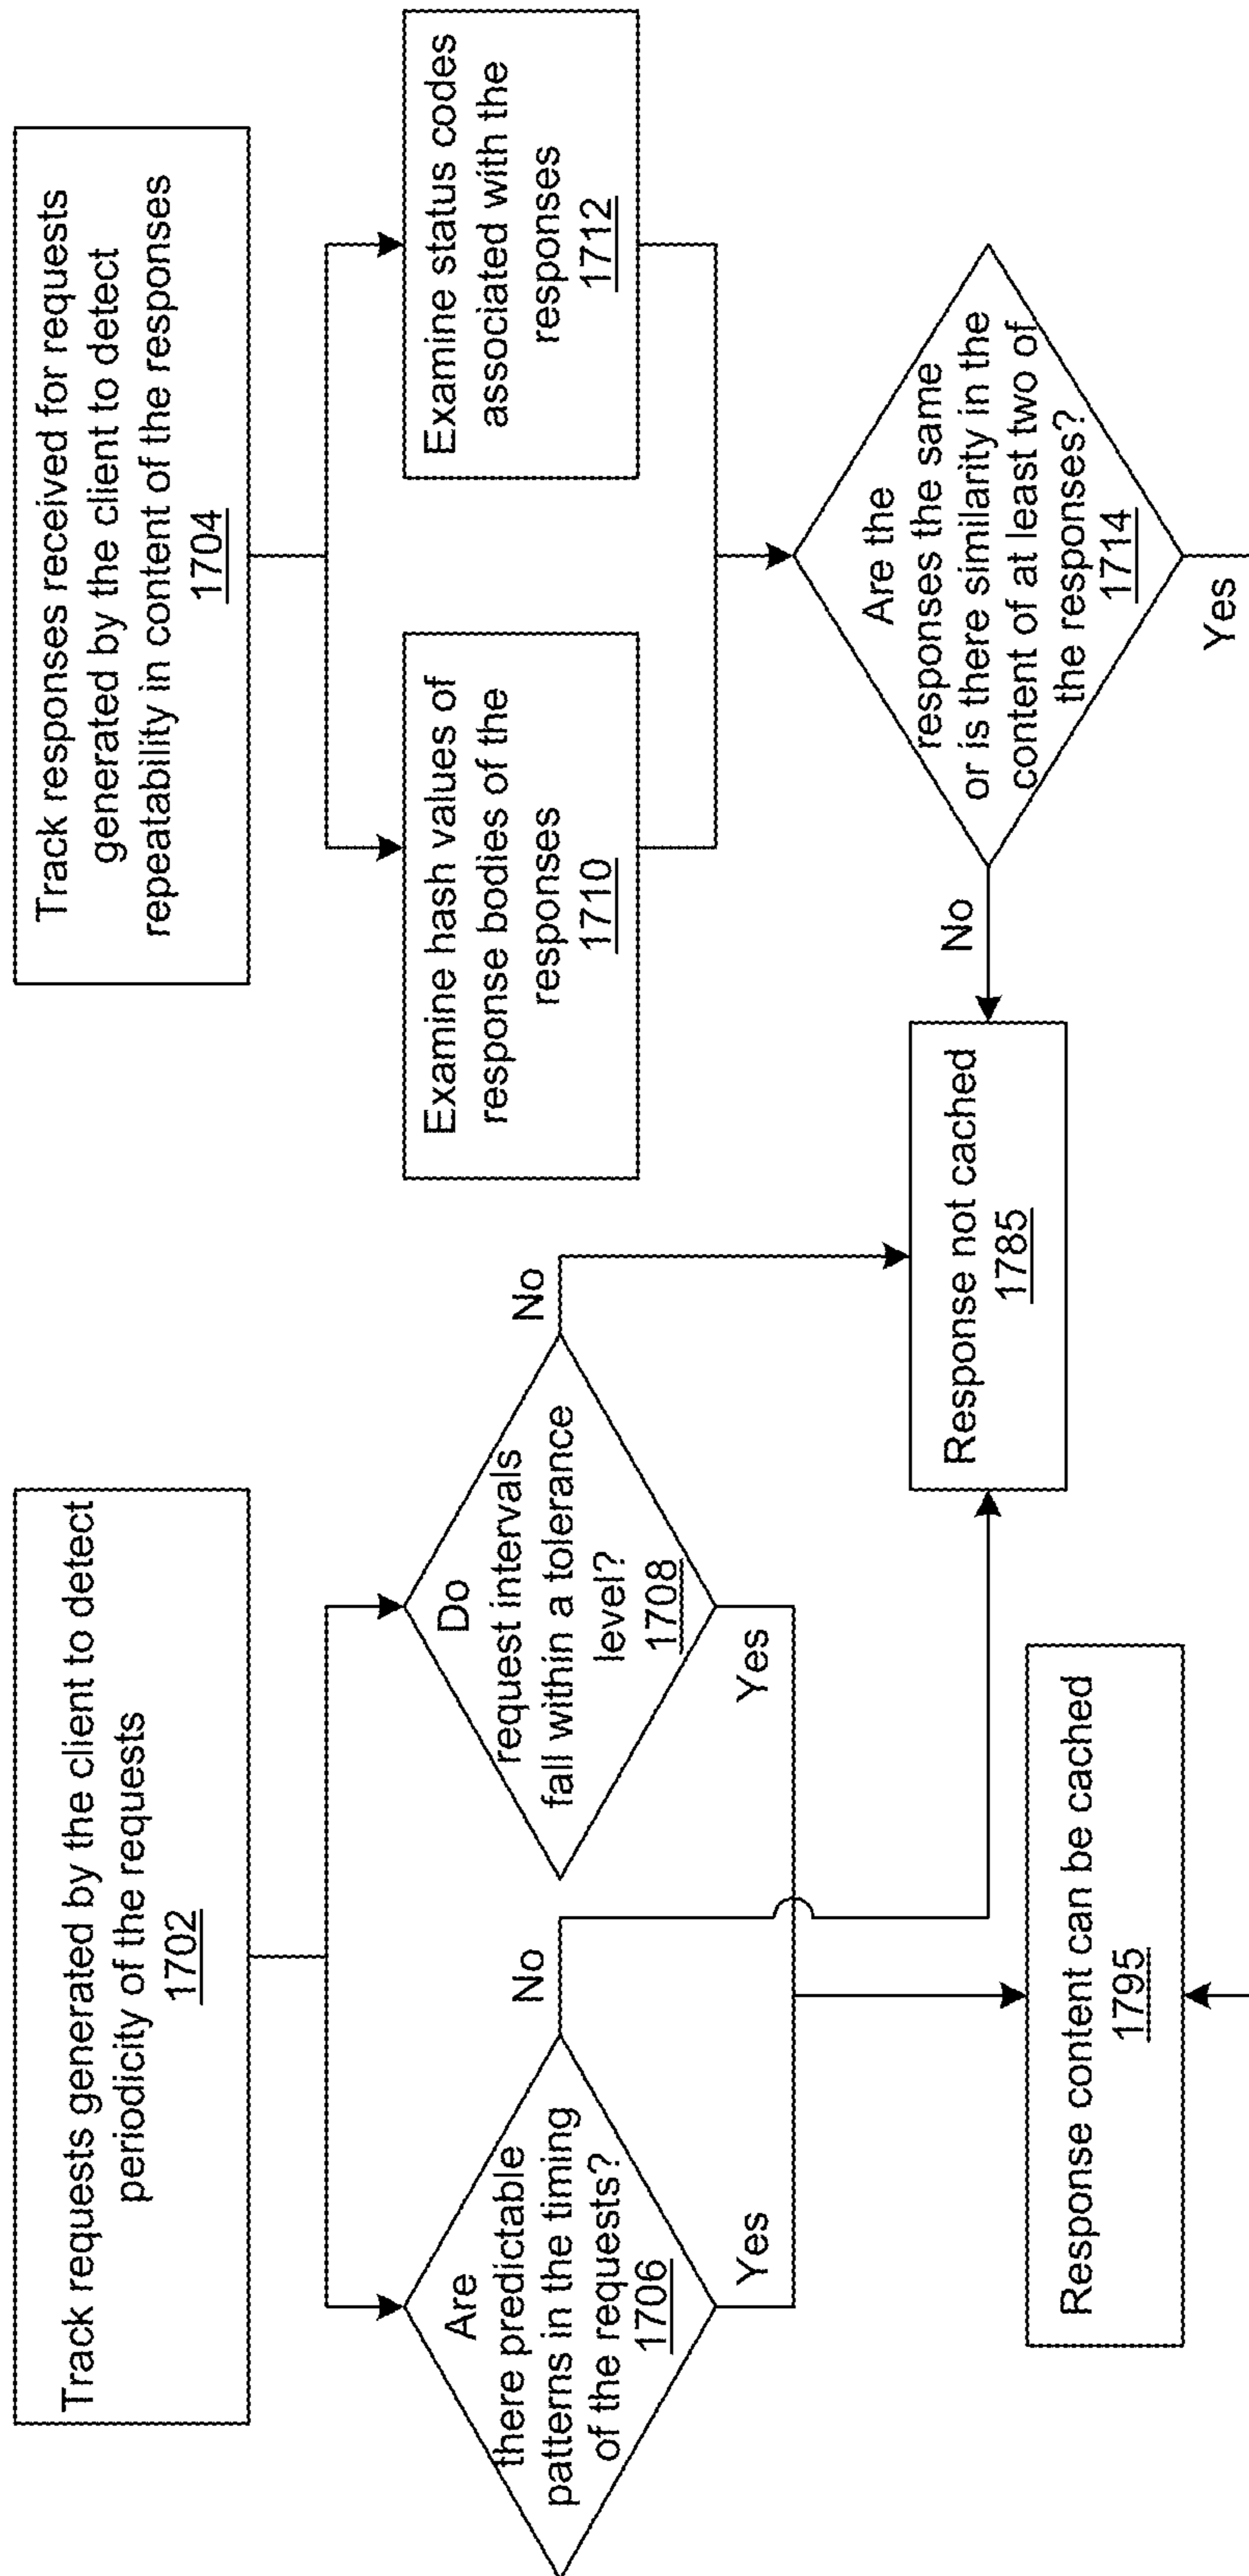 Track requests generated by the client to detect
periodicity of the requests
1702
Are
there predictable
patterns in the timing
of the requests?
1706
No
Yes
Do
request intervals
fall within a tolerance
level?
1708
No
Yes
Response content can be cached
1795
Response not cached
1785
Track responses received for requests
generated by the client to detect
repeatability in content of the responses
1704
Examine hash values of
response bodies of the
responses
1710
Examine status codes
associated with the
responses
1712
Are the
responses the same
or is there similarity in the
content of at least two of
the responses?
1714
No
Yes